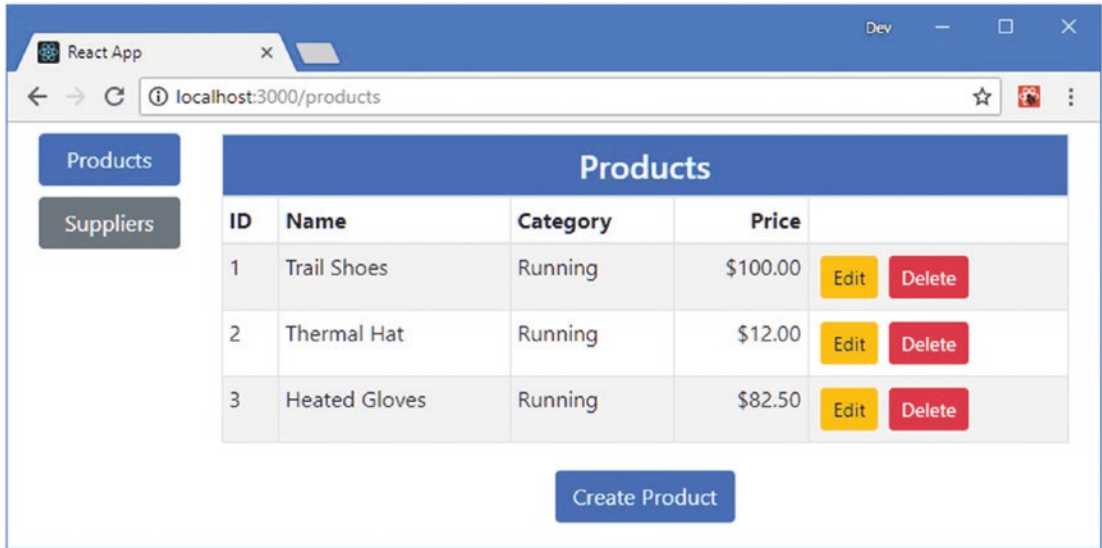 Dev
React App
localhost:3000/products
Products
Suppliers
Products
ID Name Category Price
1 Trail Shoes Running $100.00 Edit Delete
2 Thermal Hat Running $12.00 Edit Delete
3 Heated Gloves Running $82.50 Edit Delete
Create Product